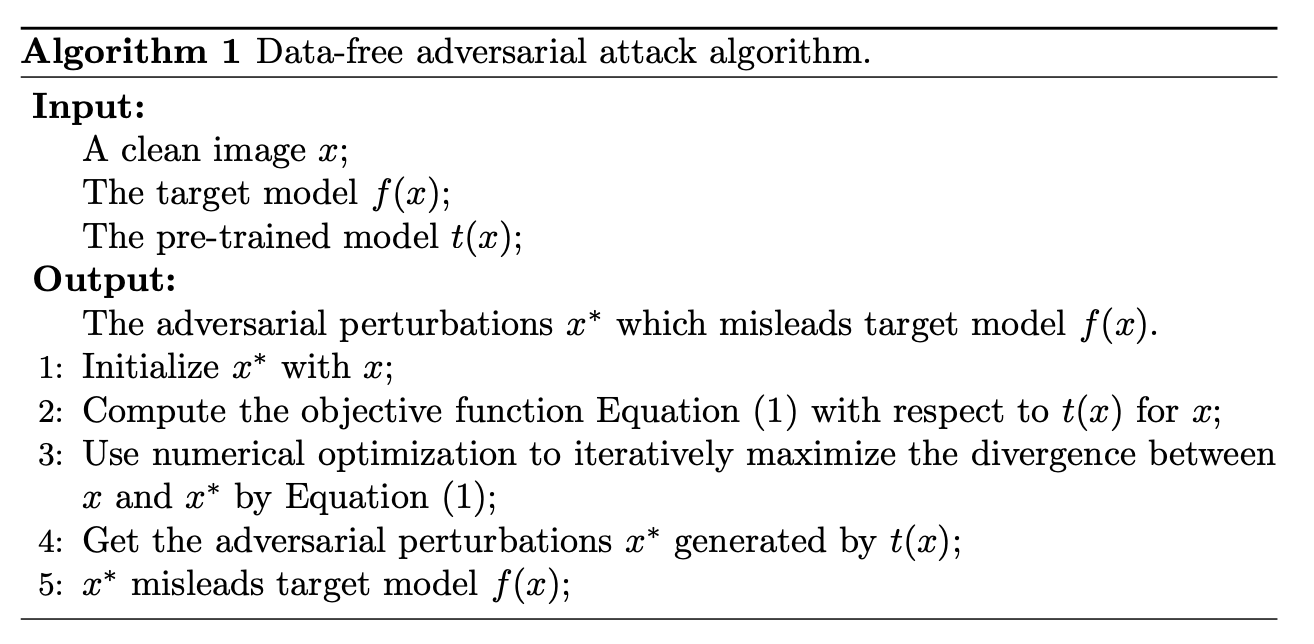 Algorithm 1 Data-free adversarial attack algorithm.
Input:
A clean image x;
The target model f(x);
The pre-trained model t(x);
Output:
The adversarial perturbations x* which misleads target model f(x).
1: Initialize x* with x;
2: Compute the objective function Equation (1) with respect to t(x) for x;
3: Use numerical optimization to iteratively maximize the divergence between
x and x* by Equation (1);
4: Get the adversarial perturbations x* generated by t(x);
5: x* misleads target model f(x);